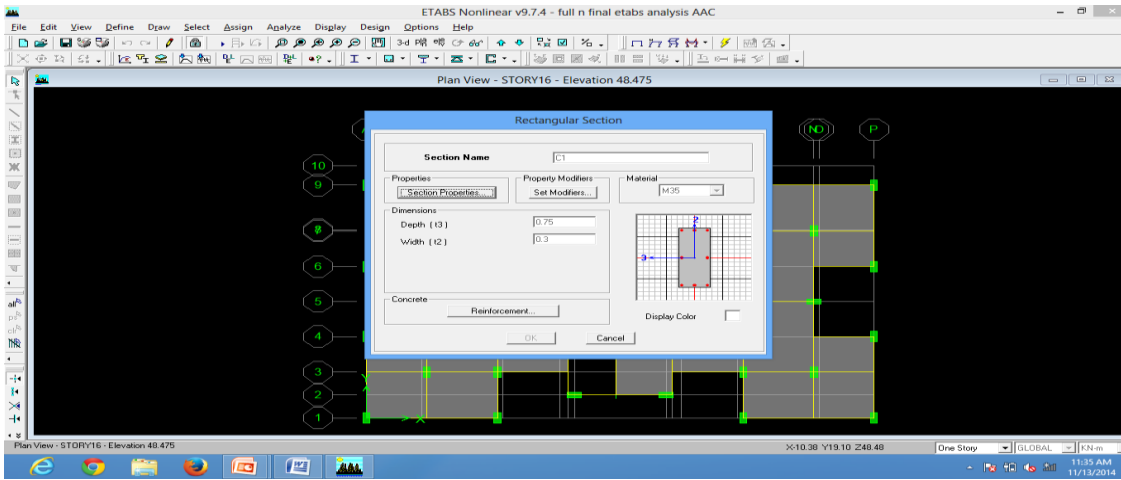 ETABS Nonlinear v9.7.4 - full n final etabs analysis AAC
File Edit View Define Draw Select Assign Analyze Display Design Options Help
3-d
Plan View - STORY16 - Elevation 48.475
Rectangular Section
Section Name C1
Properties Property Modifiers Material
Section Properties... Set Modifiers... M35
Dimensions
Depth (t3) 0.75
Width (t2) 0.3
2
3
Concrete
Reinforcement...
Display Color
OK Cancel
P
10
9
6
5
4
3
2
1
Y
X
all
Plan View - STORY16 - Elevation 48.475 X-10.38 Y19.10 Z48.48 One Story GLOBAL KN-m
11:35 AM
11/13/2014